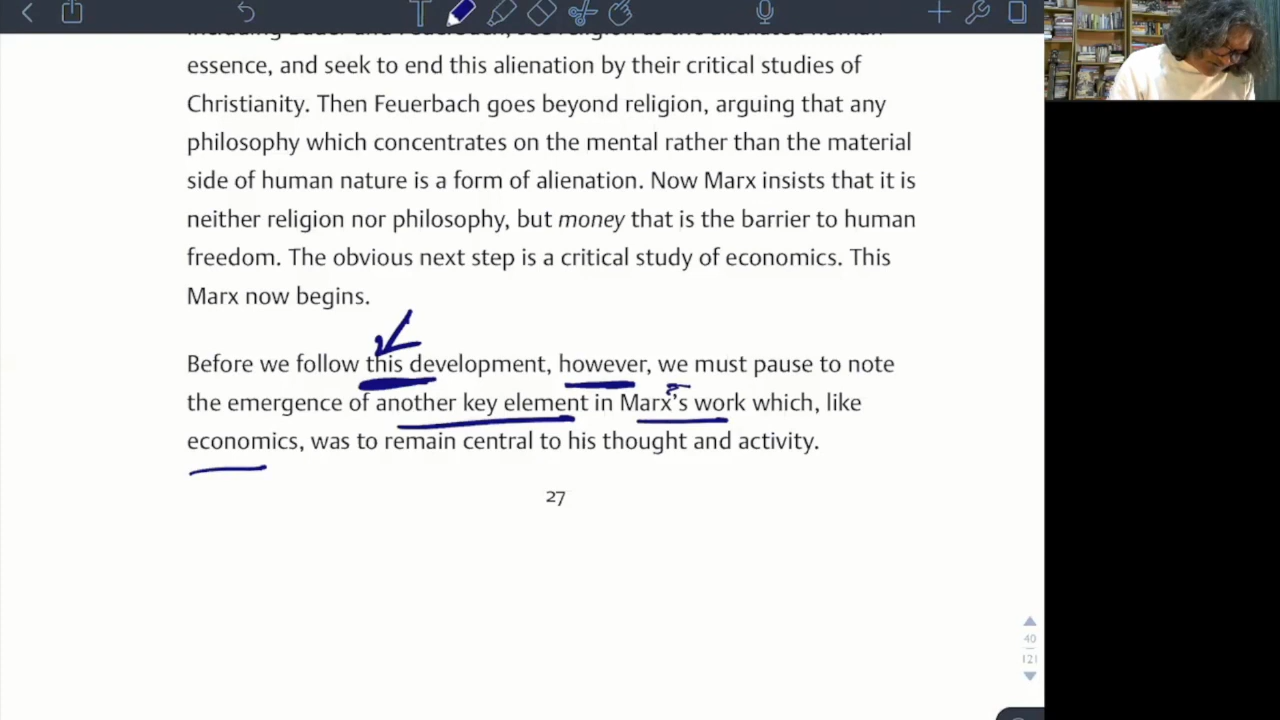 essence, and seek to end this alienation by their critical studies of
Christianity. Then Feuerbach goes beyond religion, arguing that any
philosophy which concentrates on the mental rather than the material
side of human nature is a form of alienation. Now Marx insists that it is
neither religion nor philosophy, but money that is the barrier to human
freedom. The obvious next step is a critical study of economics. This
Marx now begins.
Before we follow this development, however, we must pause to note
the emergence of another key element in Marx's work which, like
economics, was to remain central to his thought and activity.
27
40
121